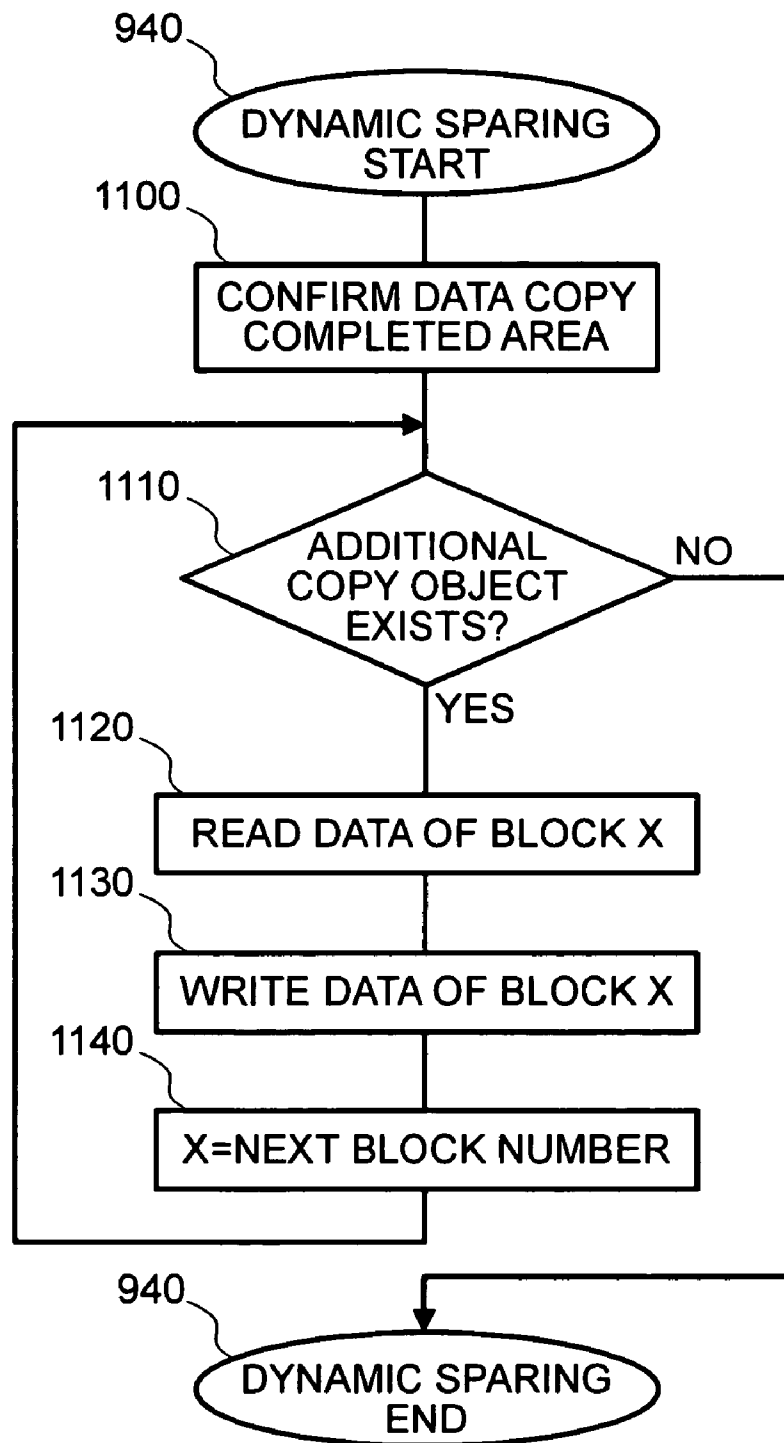 940
DYNAMIC SPARING
START
1100
CONFIRM DATA COPY
COMPLETED AREA
1110
ADDITIONAL
COPY OBJECT
EXISTS?
NO
YES
1120
READ DATA OF BLOCK X
1130
WRITE DATA OF BLOCK X
1140
X=NEXT BLOCK NUMBER
940
DYNAMIC SPARING
END